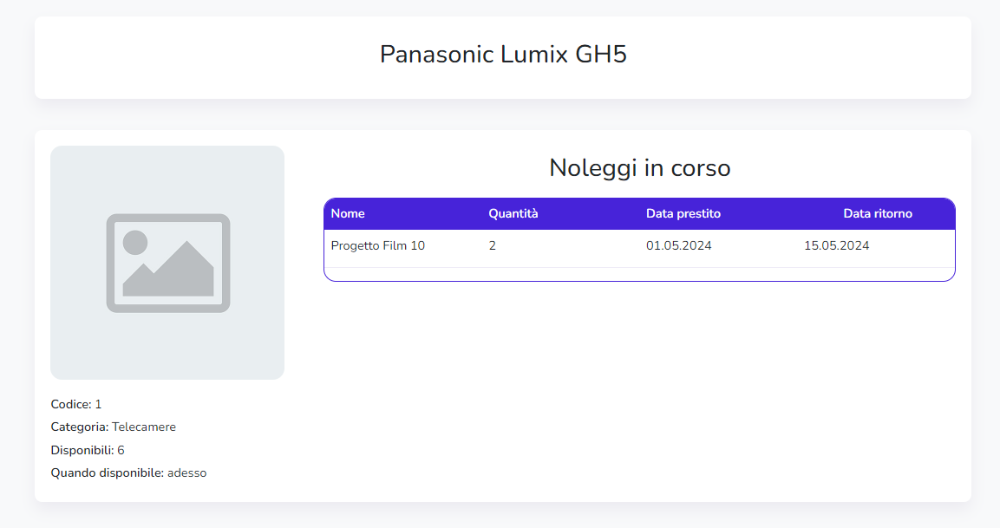 Panasonic Lumix GH5
Noleggi in corso
Nome Quantità Data prestito Data ritorno
Progetto Film 10 2 01.05.2024 15.05.2024
Codice: 1
Categoria: Telecamere
Disponibili: 6
Quando disponibile: adesso